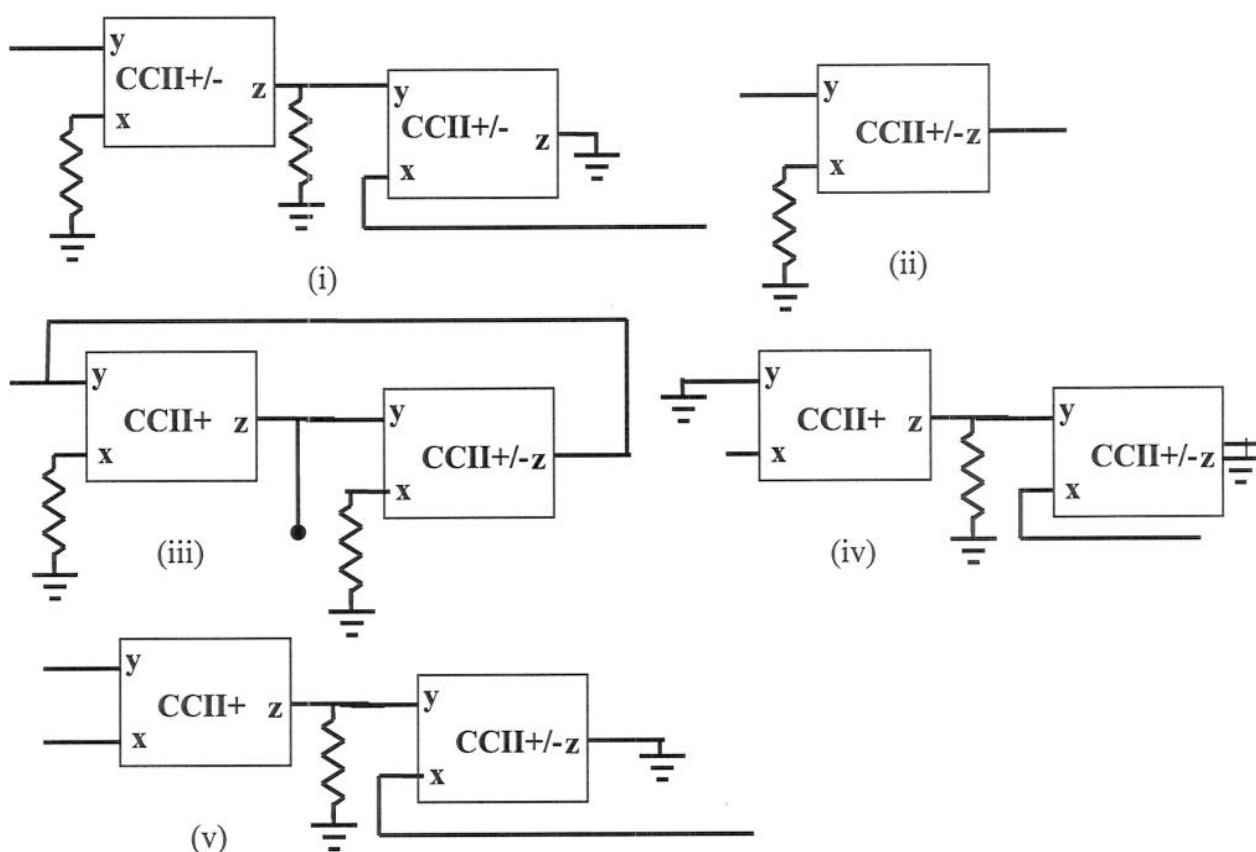 y
CCII+/-
z
x
y
CCII+/-
z
x
(i)
y
CCII+/-z
x
(ii)
y
CCII+ z
x
y
CCII+/-z
x
(iii)
y
CCII+ z
x
y
CCII+/-z
x
(iv)
y
CCII+ z
x
y
CCII+/-z
x
(v)